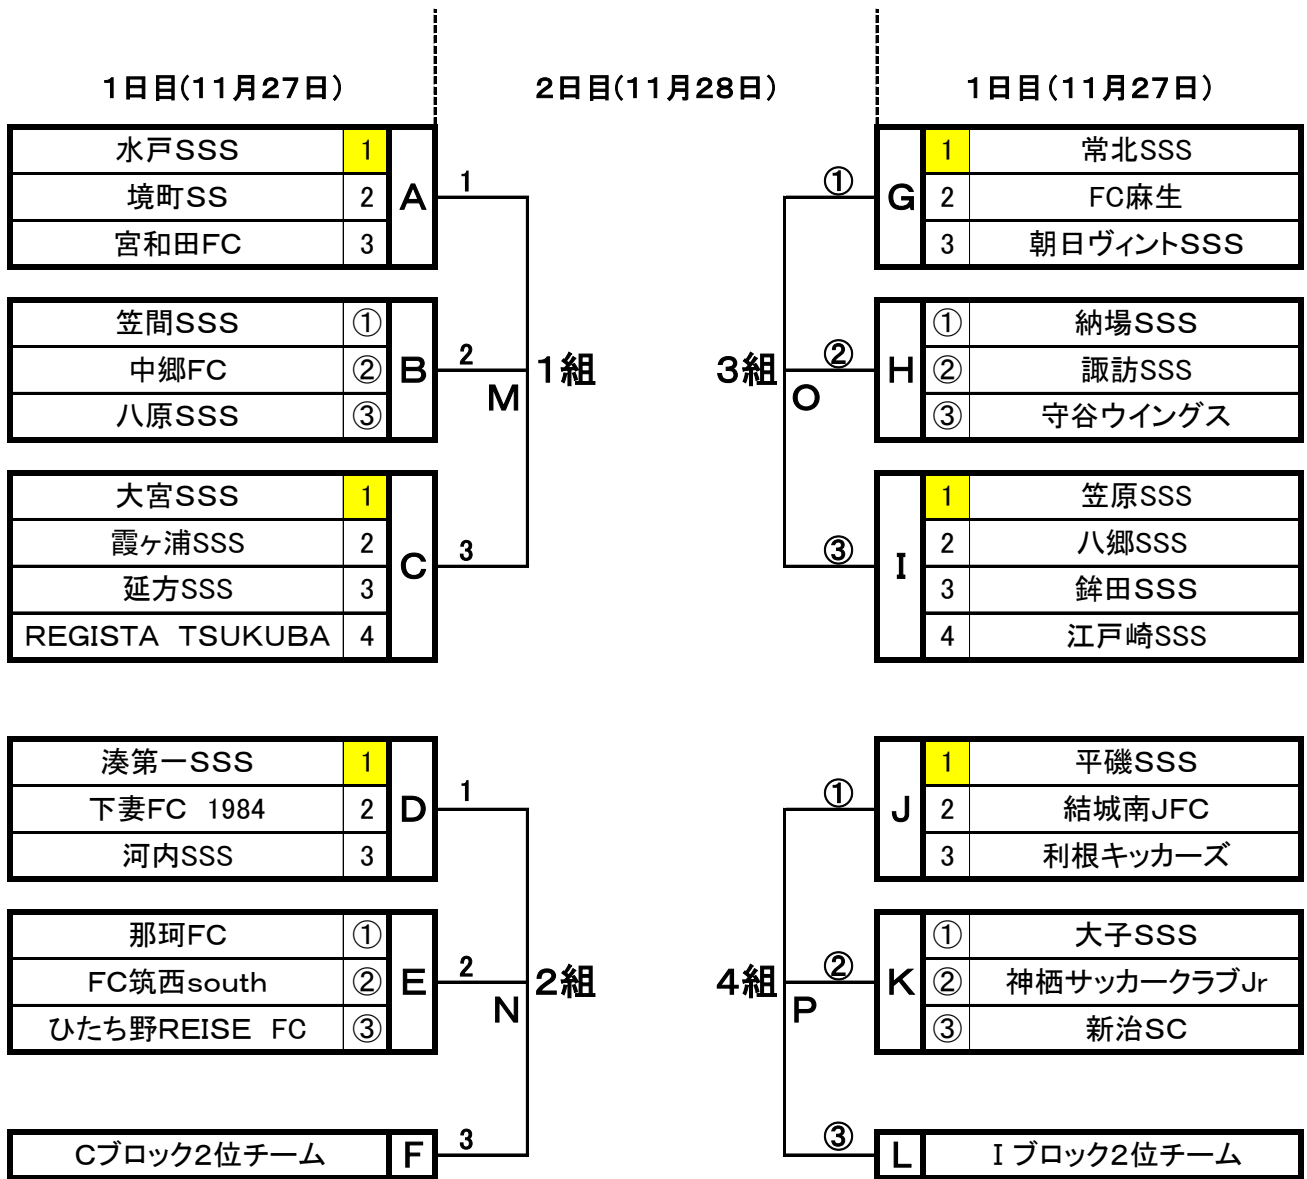 1日目(11月27日)
2日目(11月28日)
1日目(11月27日)
水戸SSS 1
境町SS 2
宮和田FC 3
A
1
笠間SSS ①
中郷FC ②
八原SSS ③
B
2
M
1組
大宮SSS 1
霞ヶ浦SSS 2
延方SSS 3
REGISTA TSUKUBA 4
C
3
①
G
1 常北SSS
2 FC麻生
3 朝日ヴィントSSS
3組
②
O
H
① 納場SSS
② 諏訪SSS
③ 守谷ウイングス
③
I
1 笠原SSS
2 八郷SSS
3 鉾田SSS
4 江戸崎SSS
湊第一SSS 1
下妻FC 1984 2
河内SSS 3
D
1
那珂FC ①
FC筑西south ②
ひたち野REISE FC ③
E
2
N
2組
Cブロック2位チーム
F
3
①
J
1 平磯SSS
2 結城南JFC
3 利根キッカーズ
4組
②
P
K
① 大子SSS
② 神栖サッカークラブJr
③ 新治SC
③
L
Iブロック2位チーム